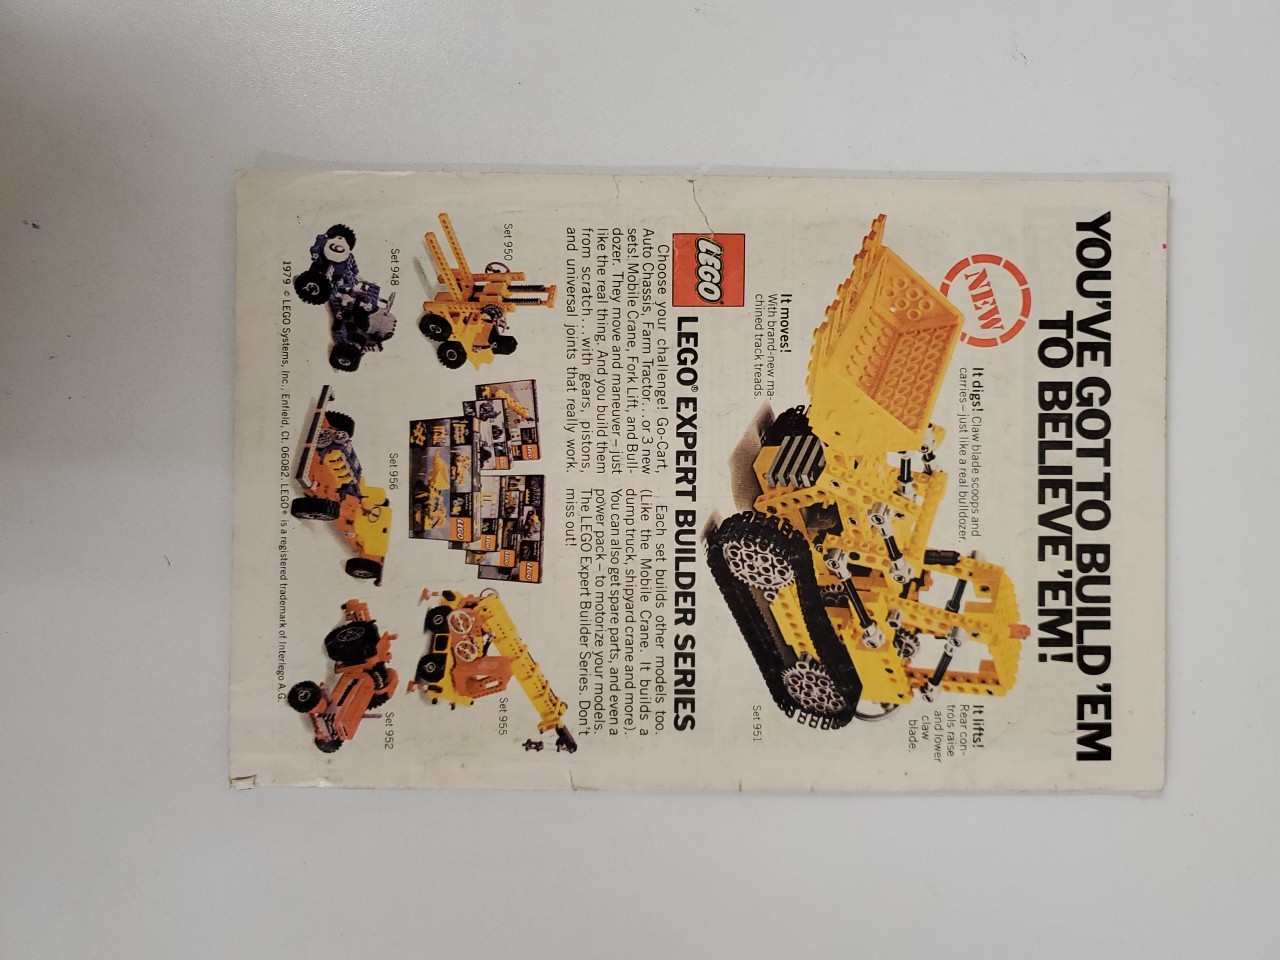 YOU'VE GOT TO BUILD 'EM
TO BELIEVE 'EM!
NEW
It digs! Claw blade scoops and
carries – just like a real bulldozer.
It lifts!
Rear con-
trols raise
and lower
claw
blade.
It moves!
With brand-new ma-
chined track treads.
Set 951
LEGO
LEGO® EXPERT BUILDER SERIES
Choose your challenge! Go-Cart,
Auto Chassis, Farm Tractor... or 3 new
sets! Mobile Crane, Fork Lift, and Bull-
dozer. They move and maneuver – just
like the real thing. And you build them
from scratch... with gears, pistons,
and universal joints that really work.
Each set builds other models too.
(Like the Mobile Crane. It builds a
dump truck, shipyard crane and more).
You can also get spare parts, and even a
power pack – to motorize your models.
The LEGO Expert Builder Series. Don't
miss out!
Set 950
Set 955
Set 948
Set 956
Set 952
LEGO
LEGO
LEGO
LEGO
9
1979 © LEGO Systems, Inc., Enfield, Ct. 06082. LEGO® is a registered trademark of Interlego A.G.